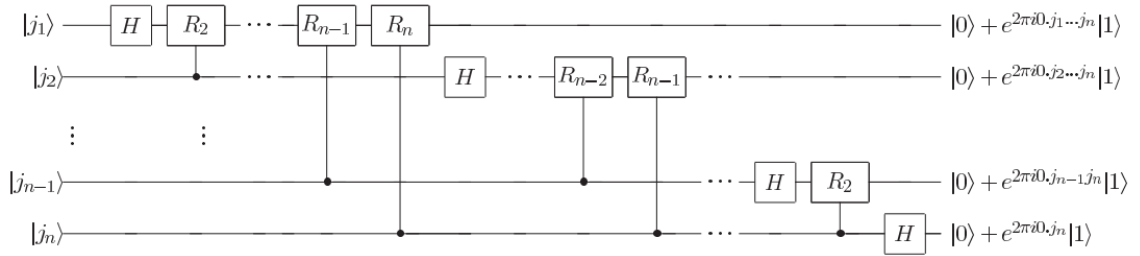 |j₁⟩ H R₂ ⋯ Rₙ₋₁ Rₙ |0⟩ + e^{2πi0.j₁…jₙ}|1⟩
|j₂⟩ ⋯ H ⋯ Rₙ₋₂ Rₙ₋₁ ⋯ |0⟩ + e^{2πi0.j₂…jₙ}|1⟩
⋮ ⋮
|jₙ₋₁⟩ ⋯ H R₂ |0⟩ + e^{2πi0.jₙ₋₁jₙ}|1⟩
|jₙ⟩ ⋯ H |0⟩ + e^{2πi0.jₙ}|1⟩